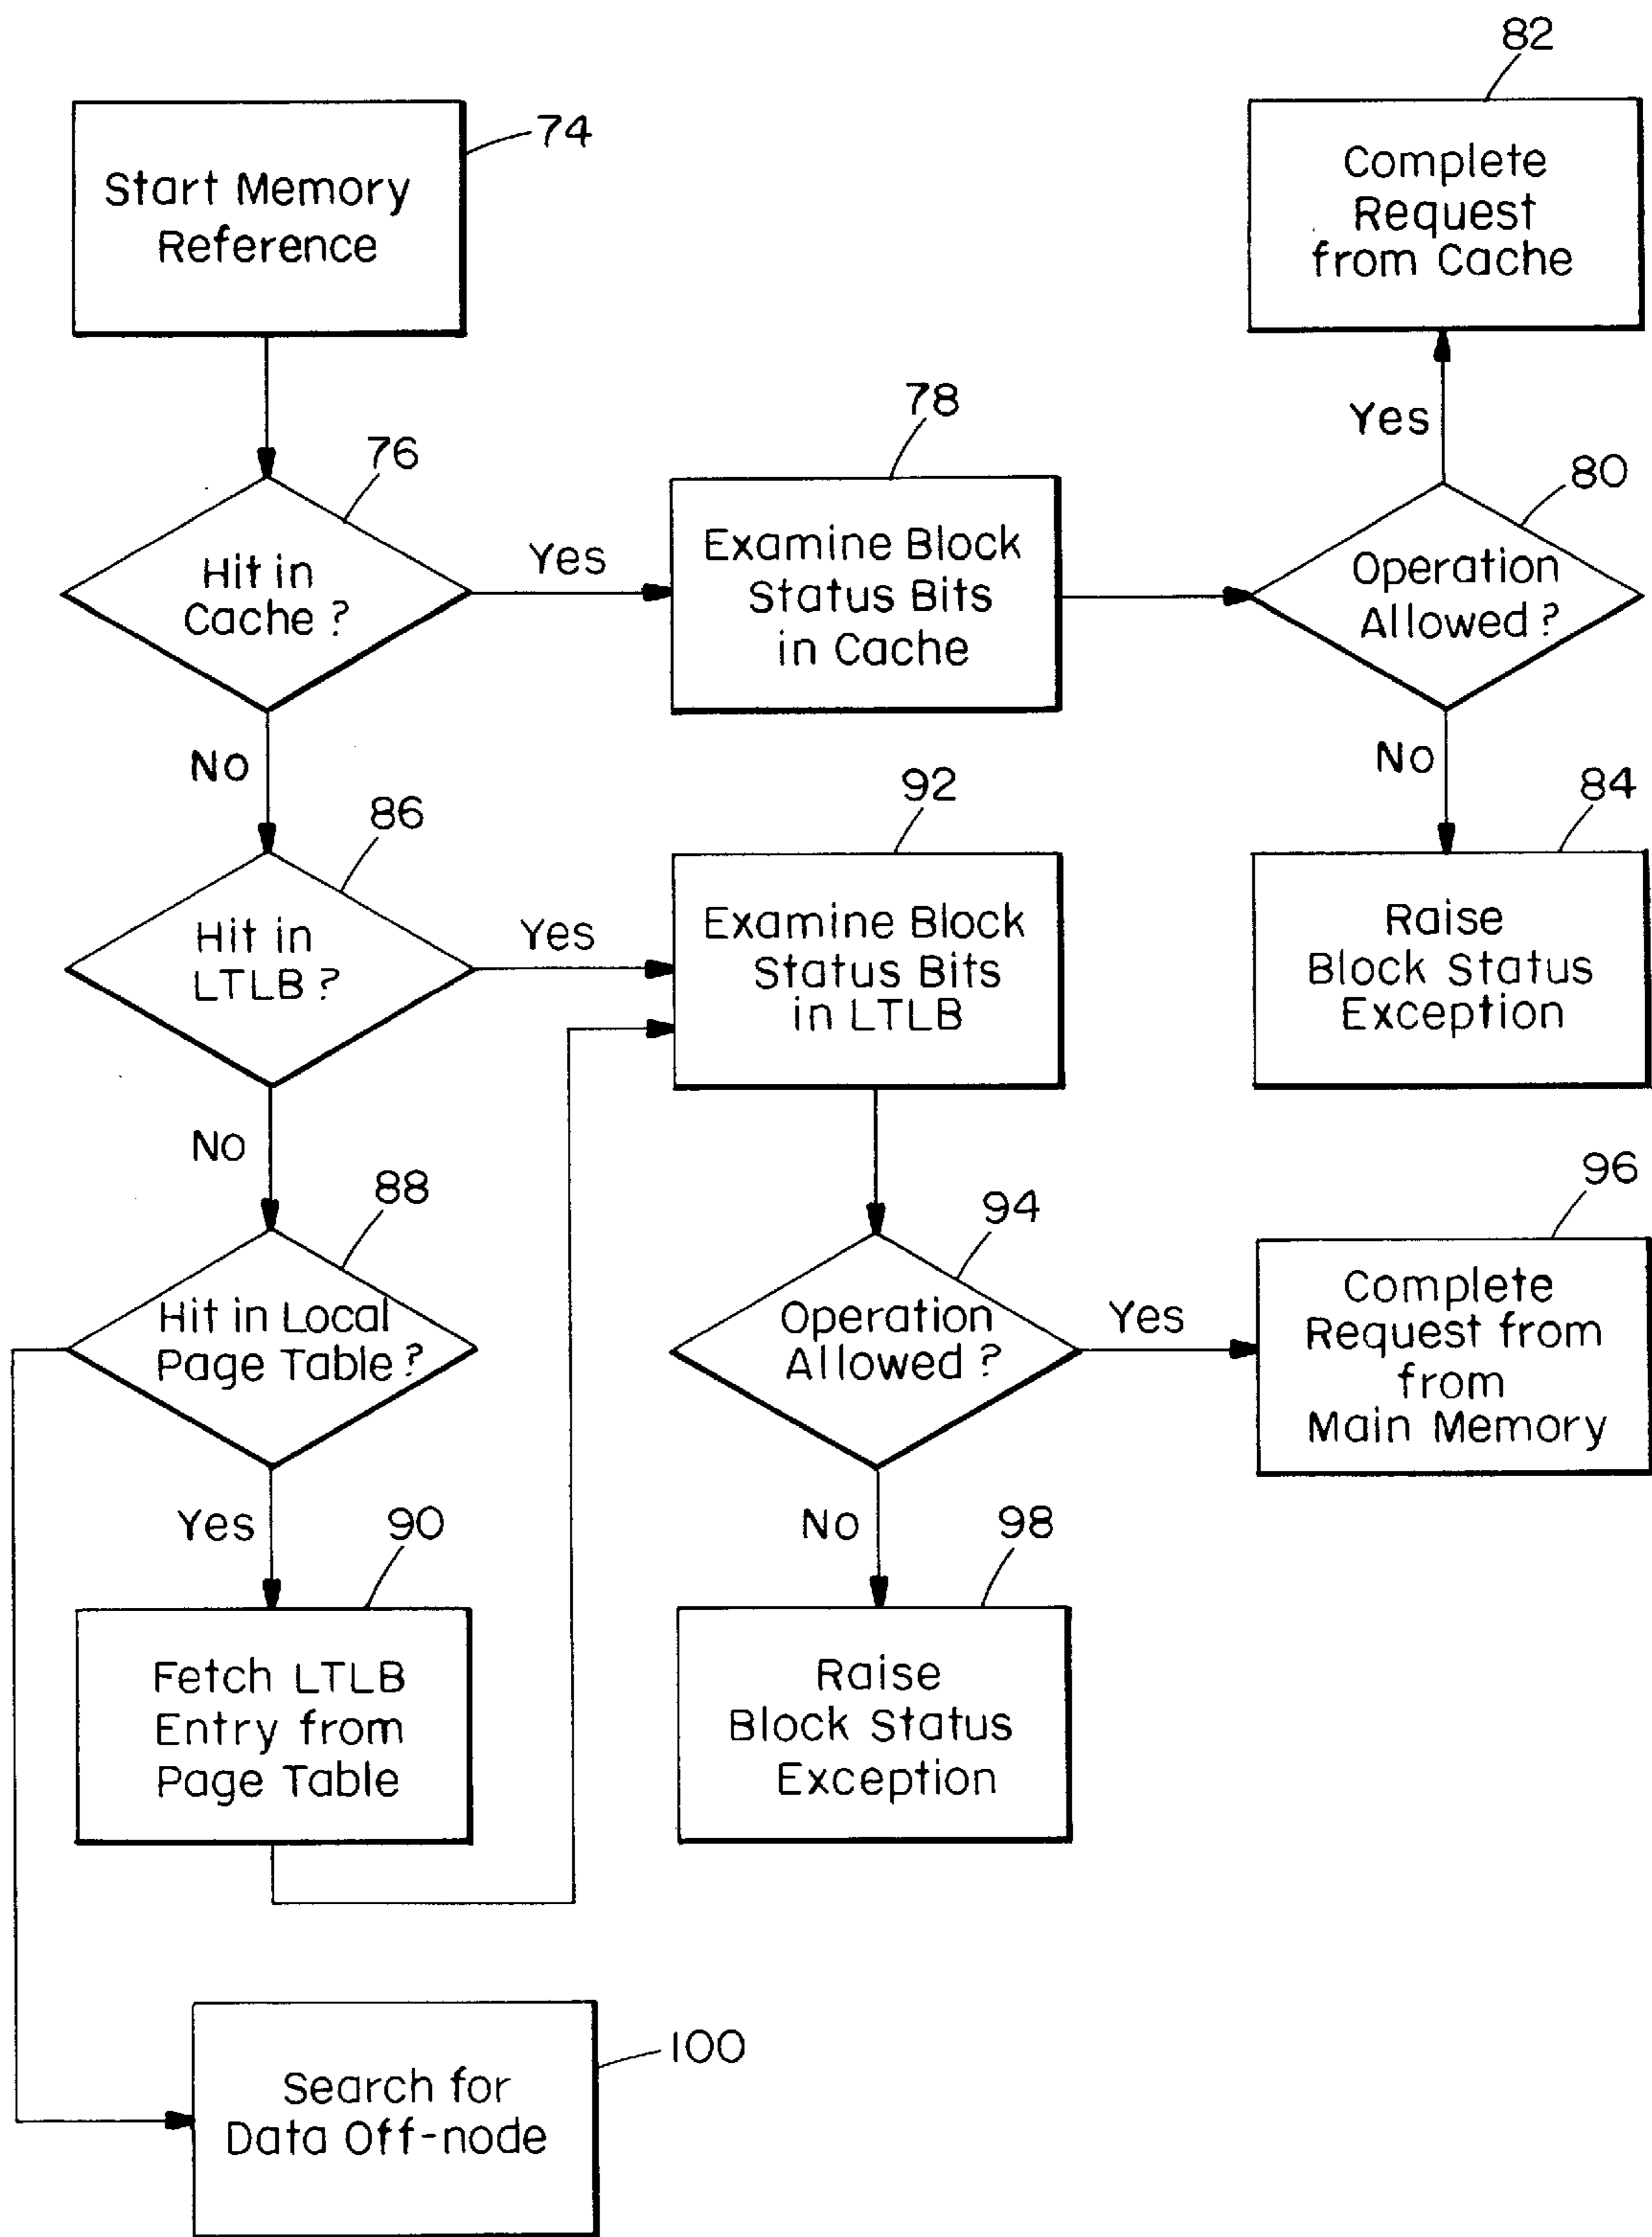 82
74
Start Memory
Reference
Complete
Request
from Cache
76
78
Yes
80
Hit in
Cache ?
Yes
Examine Block
Status Bits
in Cache
Operation
Allowed ?
No
No
86
92
84
Hit in
LTLB ?
Yes
Examine Block
Status Bits
in LTLB
Raise
Block Status
Exception
No
88
94
96
Hit in Local
Page Table ?
Operation
Allowed ?
Yes
Complete
Request from
from
Main Memory
Yes
90
No
98
Fetch LTLB
Entry from
Page Table
Raise
Block Status
Exception
100
Search for
Data Off-node